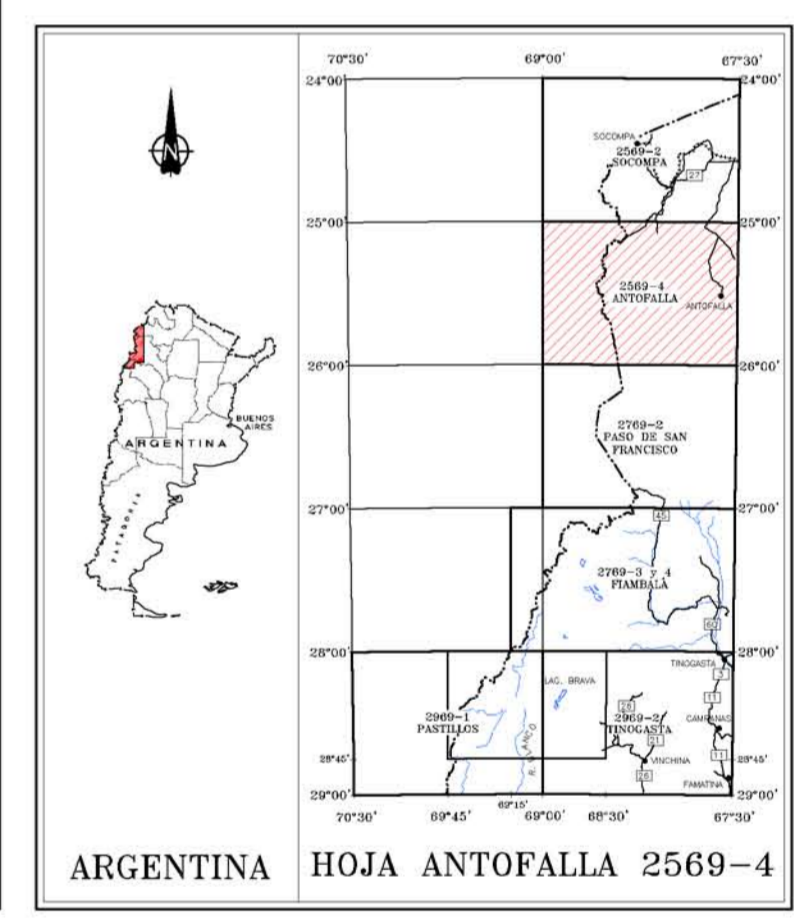 70°30'
69°00'
67°30'
24°00'
24°00'
N
SOCOMPA
2569-2
SOCOMPA
27
25°00'
25°00'
2569-4
ANTOFALLA
ANTOFALLA
26°00'
26°00'
BUENOS
AIRES
ARGENTINA
PATAGONIA
2769-2
PASO DE SAN
FRANCISCO
27°00'
27°00'
45
2769-3 y 4
FIAMBALÁ
60
28°00'
28°00'
TINOGASTA
3
LAG. BRAVA
11
2969-1
PASTILLOS
2969-2
TINOGASTA
CAMPANAS
21
R. BLANCO
28°45'
28°45'
VINCHINA
11
26
FAMATINA
29°00'
29°00'
69°15'
70°30'
69°45'
69°00'
68°30'
67°30'
ARGENTINA
HOJA ANTOFALLA 2569-4